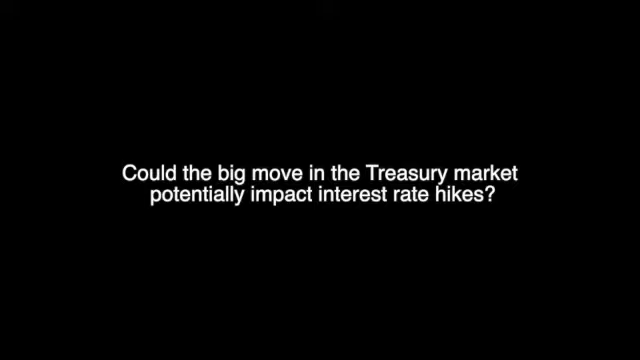 Could the big move in the Treasury market
potentially impact interest rate hikes?